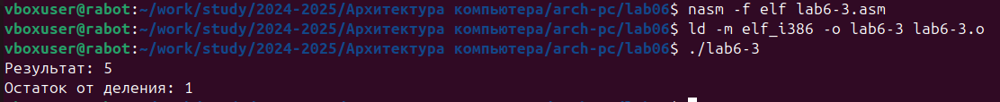 vboxuser@rabot:~/work/study/2024-2025/Архитектура компьютера/arch-pc/lab06$ nasm -f elf lab6-3.asm
vboxuser@rabot:~/work/study/2024-2025/Архитектура компьютера/arch-pc/lab06$ ld -m elf_i386 -o lab6-3 lab6-3.o
vboxuser@rabot:~/work/study/2024-2025/Архитектура компьютера/arch-pc/lab06$ ./lab6-3
Результат: 5
Остаток от деления: 1